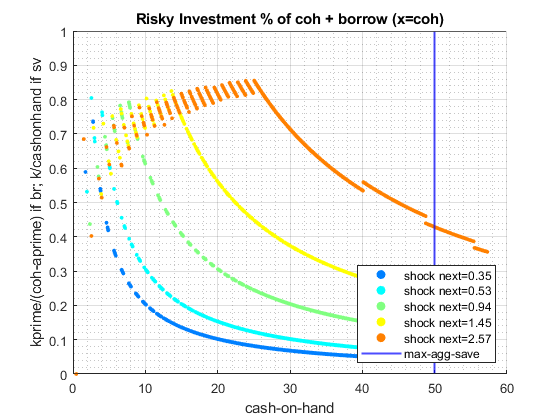 Risky Investment % of coh + borrow (x=coh)
kprime/(coh-aprime) if br; k/cashonhand if sv
1
0.9
0.8
0.7
0.6
0.5
0.4
0.3
0.2
0.1
0
0 10 20 30 40 50 60
cash-on-hand
shock next=0.35
shock next=0.53
shock next=0.94
shock next=1.45
shock next=2.57
max-agg-save